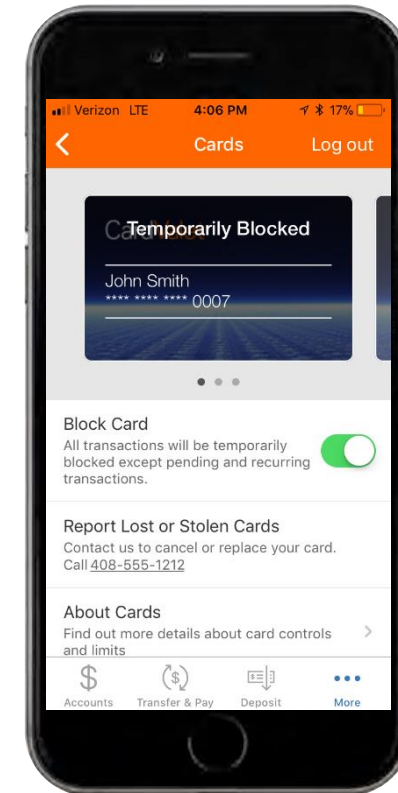 Verizon LTE 4:06 PM 17%
Cards Log out
CardValet
Temporarily Blocked
John Smith
**** **** **** 0007
Block Card
All transactions will be temporarily
blocked except pending and recurring
transactions.
Report Lost or Stolen Cards
Contact us to cancel or replace your card.
Call 408-555-1212
About Cards
Find out more details about card controls
and limits
$ ($) $
Accounts Transfer & Pay Deposit More